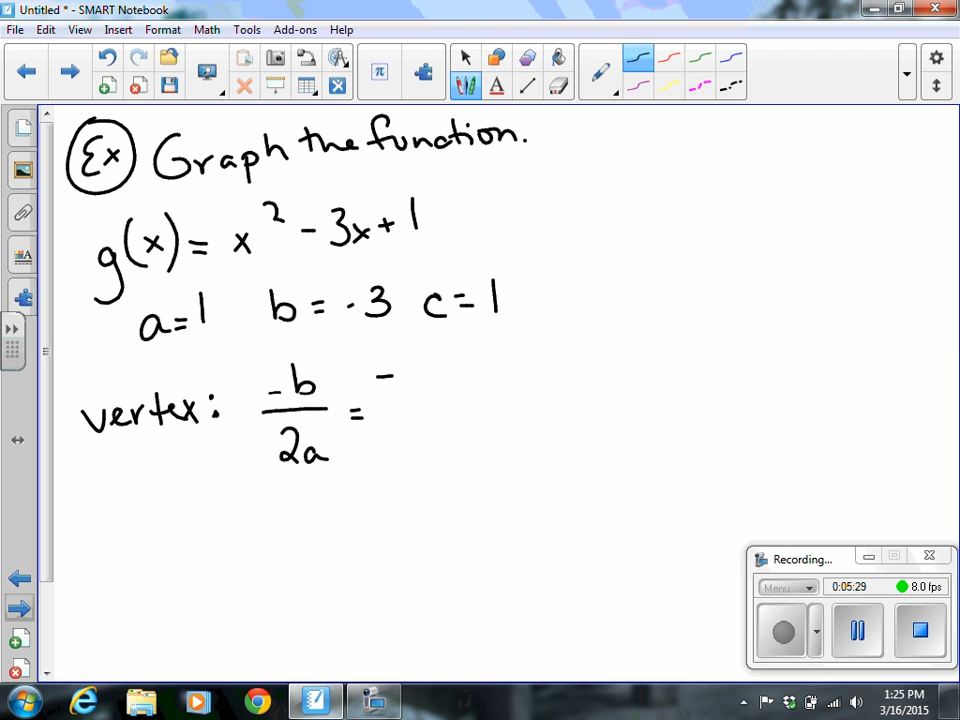 Untitled * - SMART Notebook
File Edit View Insert Format Math Tools Add-ons Help
Ex Graph the function.
g(x) = x² - 3x + 1
a = 1 b = -3 c = 1
vertex: -b/2a = -
Recording...
Menu 0:05:29 8.0 fps
1:25 PM
3/16/2015